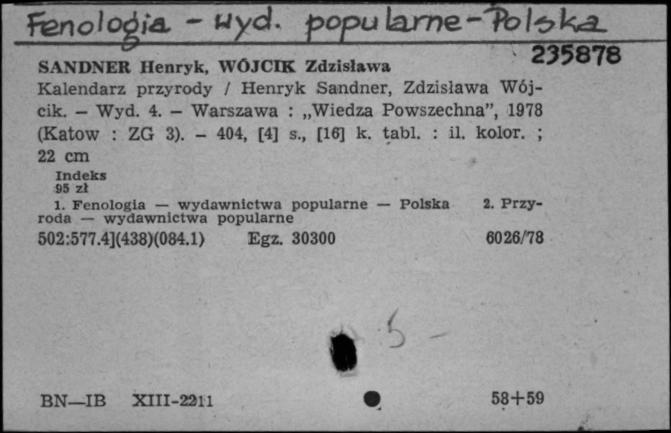 Fenologia - wyd. popularne - Polska
235878
SANDNER Henryk, WÓJCIK Zdzisława
Kalendarz przyrody / Henryk Sandner, Zdzisława Wój-
cik. — Wyd. 4. — Warszawa : „Wiedza Powszechna”, 1978
(Katow : ZG 3). — 404, [4] s., [16] k. tabl. : il. kolor. ;
22 cm
Indeks
95 zł
1. Fenologia — wydawnictwa popularne — Polska 2. Przy-
roda — wydawnictwa popularne
502:577.4](438)(084.1) Egz. 30300 6026/78
5 -
BN—IB XIII-2211 58+59